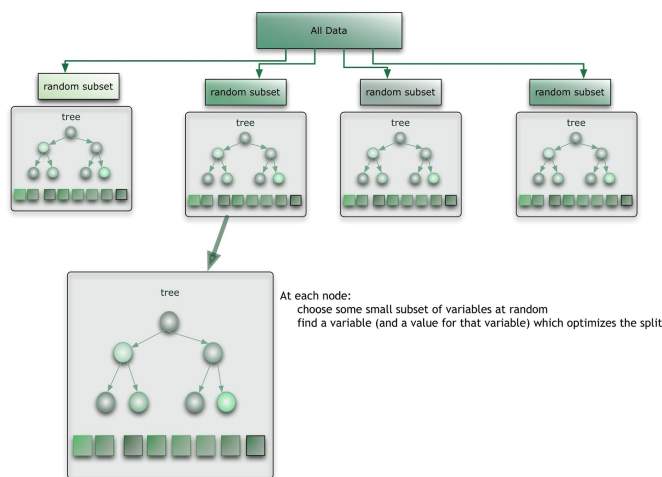 All Data
random subset
random subset
random subset
random subset
tree
tree
tree
tree
tree
At each node:
choose some small subset of variables at random
find a variable (and a value for that variable) which optimizes the split